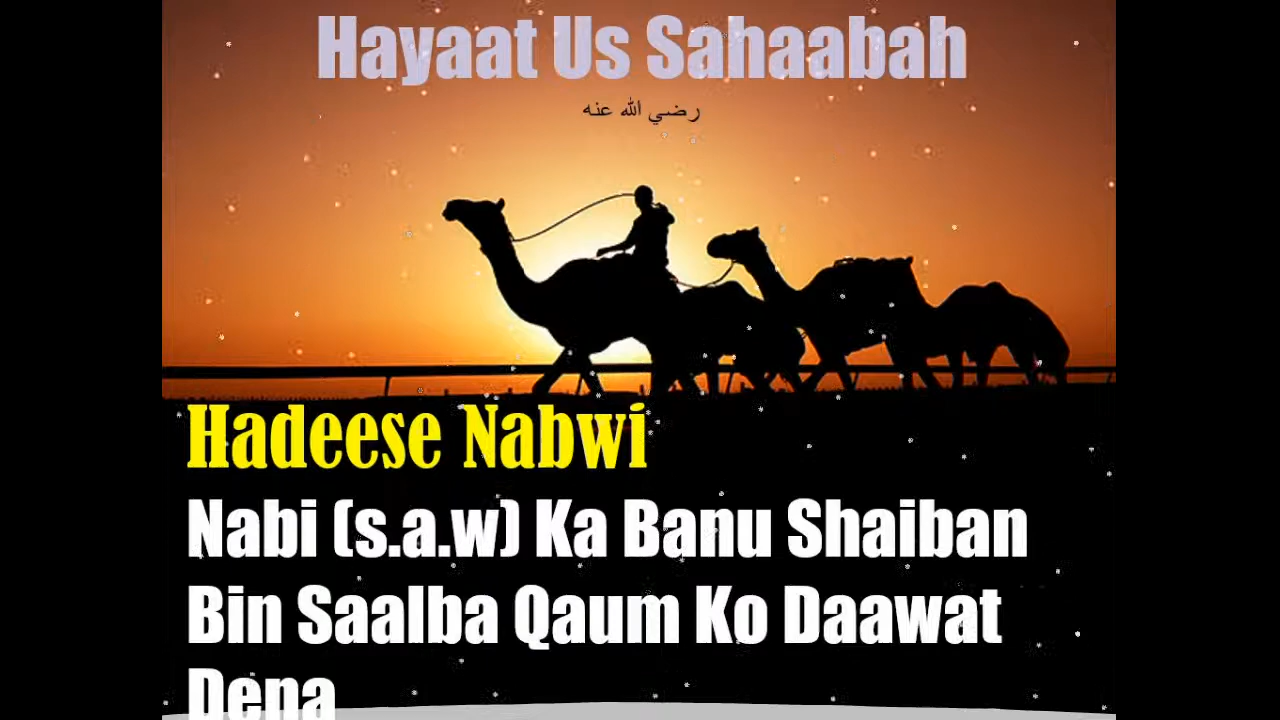 Hayaat Us Sahaabah
رضي الله عنه
Hadeese Nabwi
Nabi (s.a.w) Ka Banu Shaiban
Bin Saalba Qaum Ko Daawat
Dena